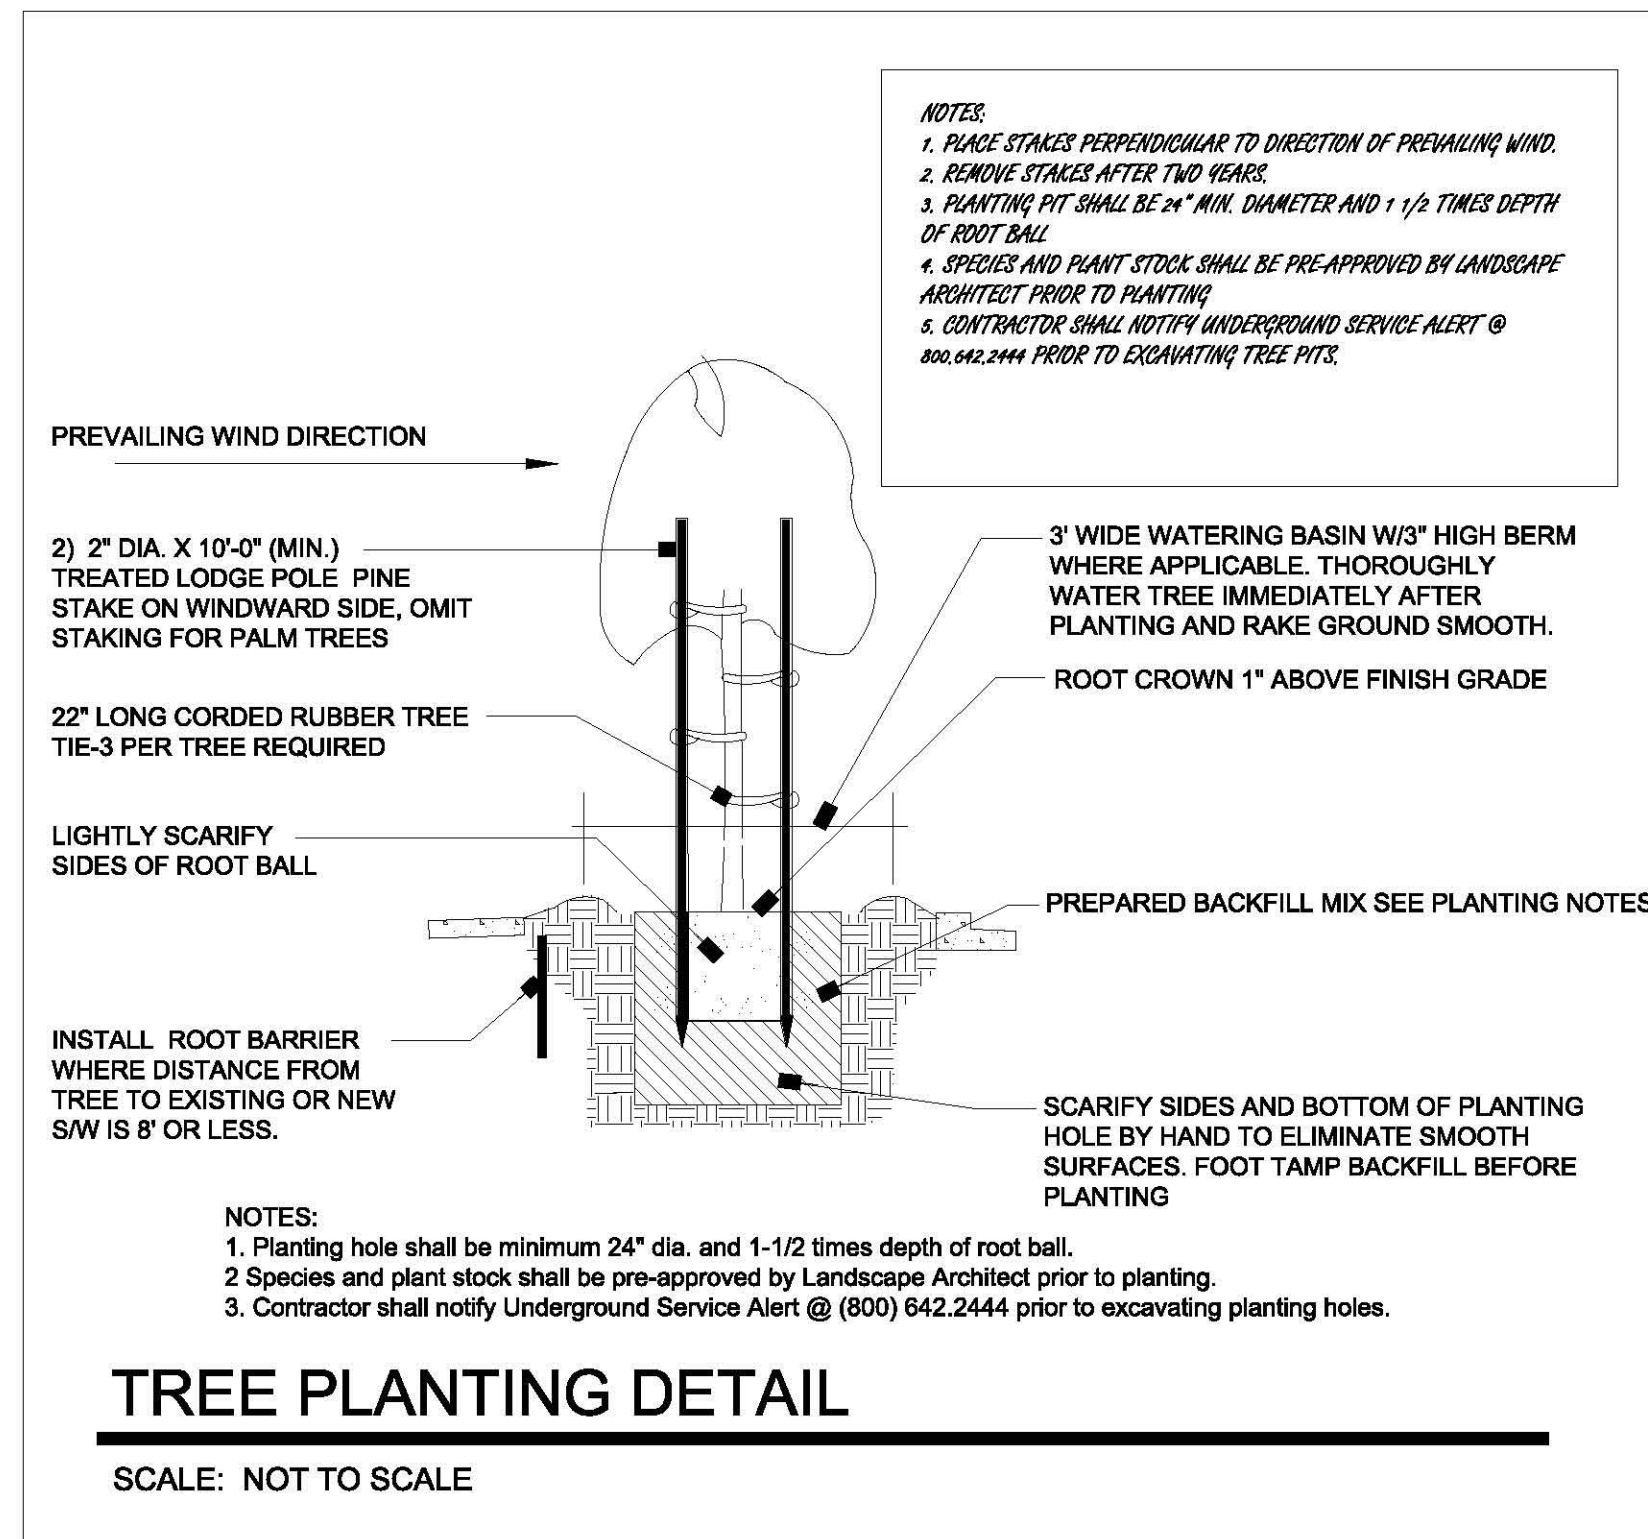 NOTES:
1. PLACE STAKES PERPENDICULAR TO DIRECTION OF PREVAILING WIND.
2. REMOVE STAKES AFTER TWO YEARS.
3. PLANTING PIT SHALL BE 24" MIN. DIAMETER AND 1 1/2 TIMES DEPTH
OF ROOT BALL
4. SPECIES AND PLANT STOCK SHALL BE PRE-APPROVED BY LANDSCAPE
ARCHITECT PRIOR TO PLANTING
5. CONTRACTOR SHALL NOTIFY UNDERGROUND SERVICE ALERT @
800.642.2444 PRIOR TO EXCAVATING TREE PITS.
PREVAILING WIND DIRECTION
2) 2" DIA. X 10'-0" (MIN.)
TREATED LODGE POLE PINE
STAKE ON WINDWARD SIDE, OMIT
STAKING FOR PALM TREES
22" LONG CORDED RUBBER TREE
TIE-3 PER TREE REQUIRED
LIGHTLY SCARIFY
SIDES OF ROOT BALL
INSTALL ROOT BARRIER
WHERE DISTANCE FROM
TREE TO EXISTING OR NEW
S/W IS 8' OR LESS.
3' WIDE WATERING BASIN W/3" HIGH BERM
WHERE APPLICABLE. THOROUGHLY
WATER TREE IMMEDIATELY AFTER
PLANTING AND RAKE GROUND SMOOTH.
ROOT CROWN 1" ABOVE FINISH GRADE
PREPARED BACKFILL MIX SEE PLANTING NOTES
SCARIFY SIDES AND BOTTOM OF PLANTING
HOLE BY HAND TO ELIMINATE SMOOTH
SURFACES. FOOT TAMP BACKFILL BEFORE
PLANTING
NOTES:
1. Planting hole shall be minimum 24" dia. and 1-1/2 times depth of root ball.
2 Species and plant stock shall be pre-approved by Landscape Architect prior to planting.
3. Contractor shall notify Underground Service Alert @ (800) 642.2444 prior to excavating planting holes.
TREE PLANTING DETAIL
SCALE: NOT TO SCALE